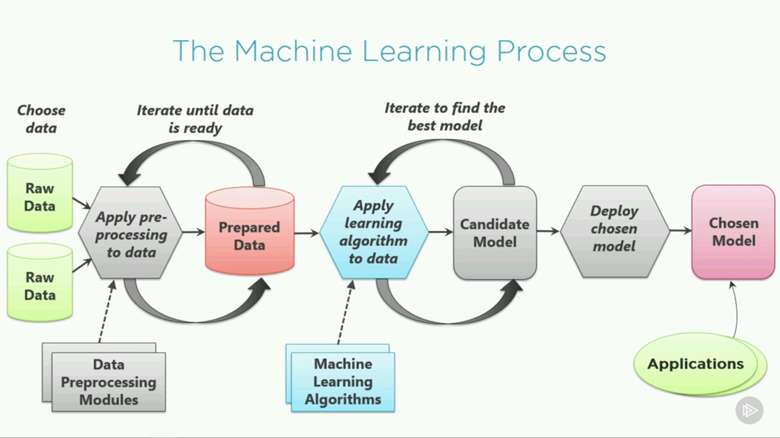 The Machine Learning Process
Choose
data
Iterate until data
is ready
Iterate to find the
best model
Raw
Data
Raw
Data
Apply pre-
processing
to data
Prepared
Data
Apply
learning
algorithm
to data
Candidate
Model
Deploy
chosen
model
Chosen
Model
Data
Preprocessing
Modules
Machine
Learning
Algorithms
Applications